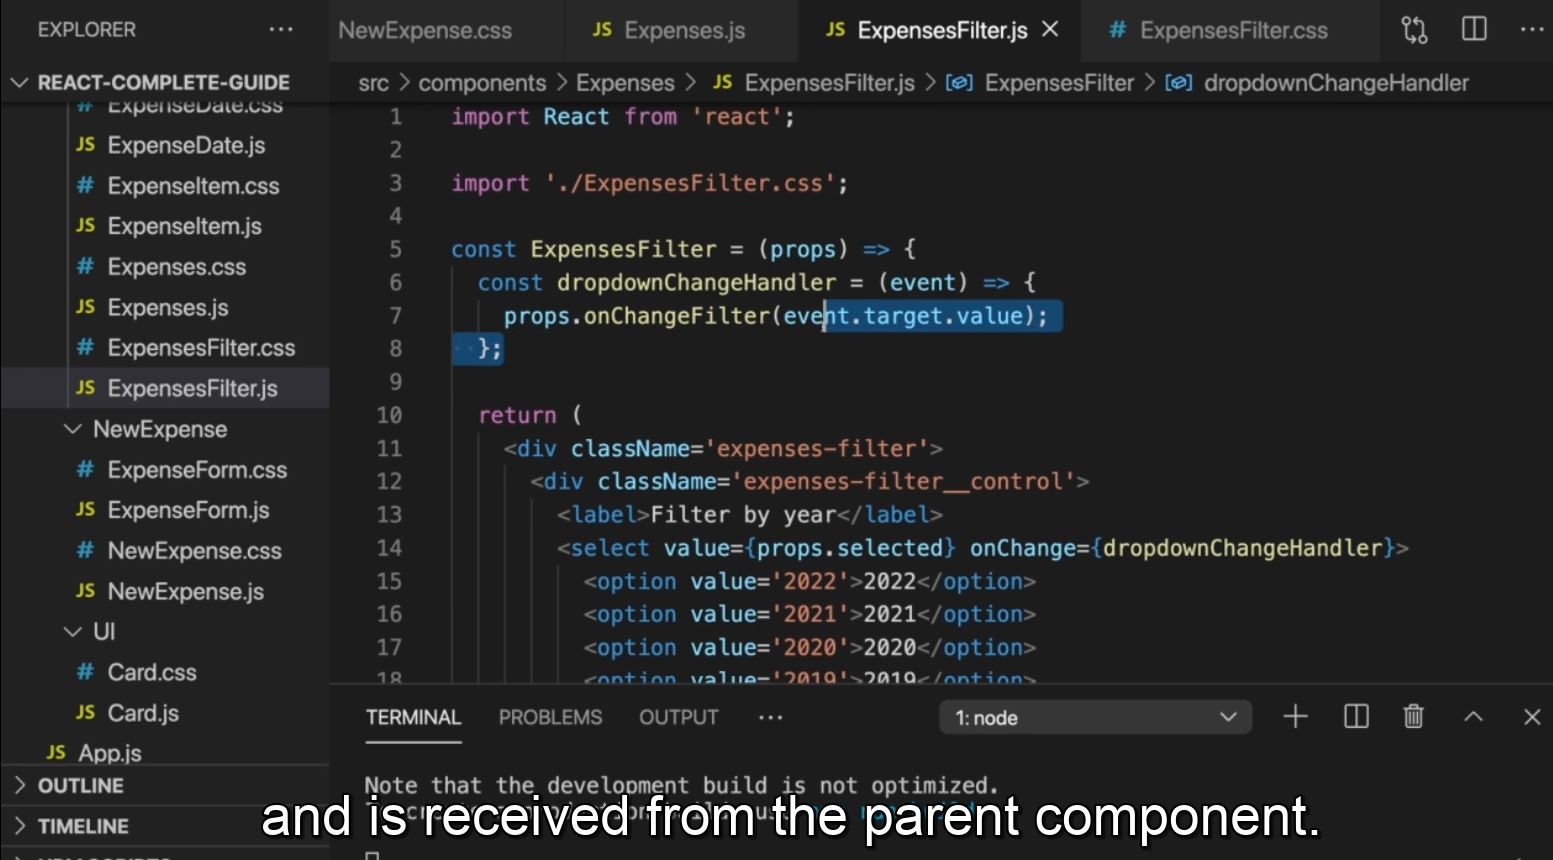 EXPLORER ···
NewExpense.css
JS Expenses.js
JS ExpensesFilter.js ×
# ExpensesFilter.css ···
REACT-COMPLETE-GUIDE
# ExpenseDate.css
JS ExpenseDate.js
# ExpenseItem.css
JS ExpenseItem.js
# Expenses.css
JS Expenses.js
# ExpensesFilter.css
JS ExpensesFilter.js
NewExpense
# ExpenseForm.css
JS ExpenseForm.js
# NewExpense.css
JS NewExpense.js
UI
# Card.css
JS Card.js
JS App.js
OUTLINE
TIMELINE
src > components > Expenses > JS ExpensesFilter.js > ExpensesFilter > dropdownChangeHandler
1 import React from 'react';
2
3 import './ExpensesFilter.css';
4
5 const ExpensesFilter = (props) => {
6 const dropdownChangeHandler = (event) => {
7 props.onChangeFilter(event.target.value);
8 };
9
10 return (
11 <div className='expenses-filter'>
12 <div className='expenses-filter__control'>
13 <label>Filter by year</label>
14 <select value={props.selected} onChange={dropdownChangeHandler}>
15 <option value='2022'>2022</option>
16 <option value='2021'>2021</option>
17 <option value='2020'>2020</option>
18 <option value='2019'>2019</option>
TERMINAL PROBLEMS OUTPUT ··· 1: node
Note that the development build is not optimized.
and is received from the parent component.